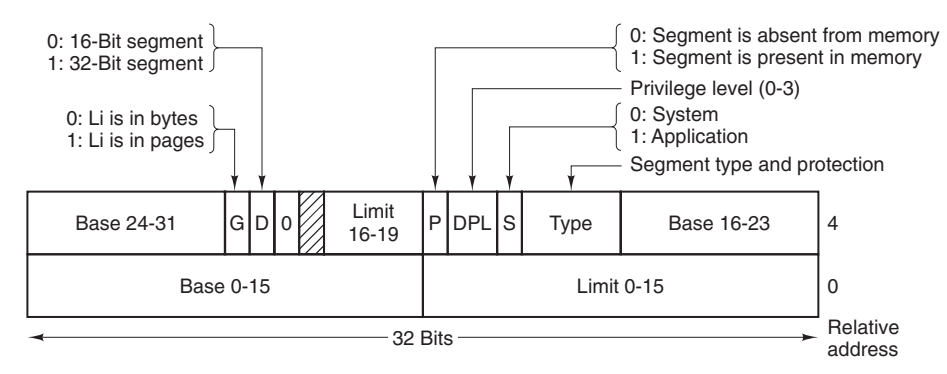 0: 16-Bit segment
1: 32-Bit segment
0: Li is in bytes
1: Li is in pages
0: Segment is absent from memory
1: Segment is present in memory
Privilege level (0-3)
0: System
1: Application
Segment type and protection
Base 24-31 G D 0 Limit 16-19 P DPL S Type Base 16-23 4
Base 0-15 Limit 0-15 0
32 Bits
Relative
address